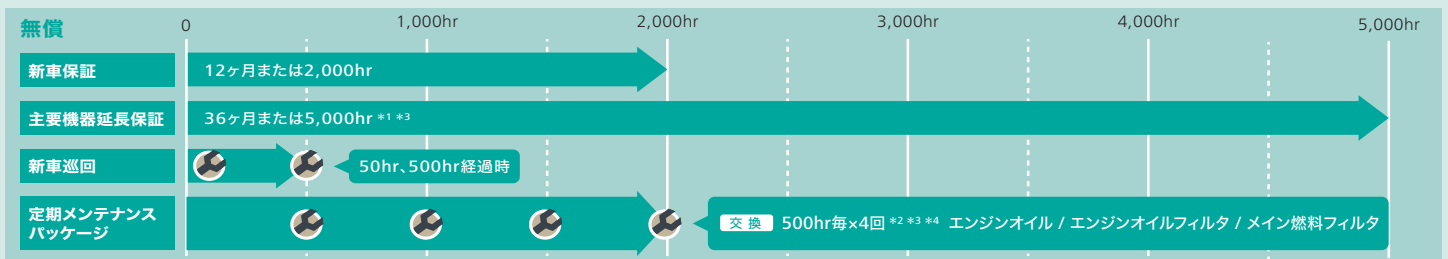 無償
0 1,000hr 2,000hr 3,000hr 4,000hr 5,000hr
新車保証
12ヶ月または2,000hr
主要機器延長保証
36ヶ月または5,000hr *1 *3
新車巡回
50hr、500hr経過時
定期メンテナンス
パッケージ
交換 500hr毎×4回 *2 *3 *4 エンジンオイル / エンジンオイルフィルタ / メイン燃料フィルタ